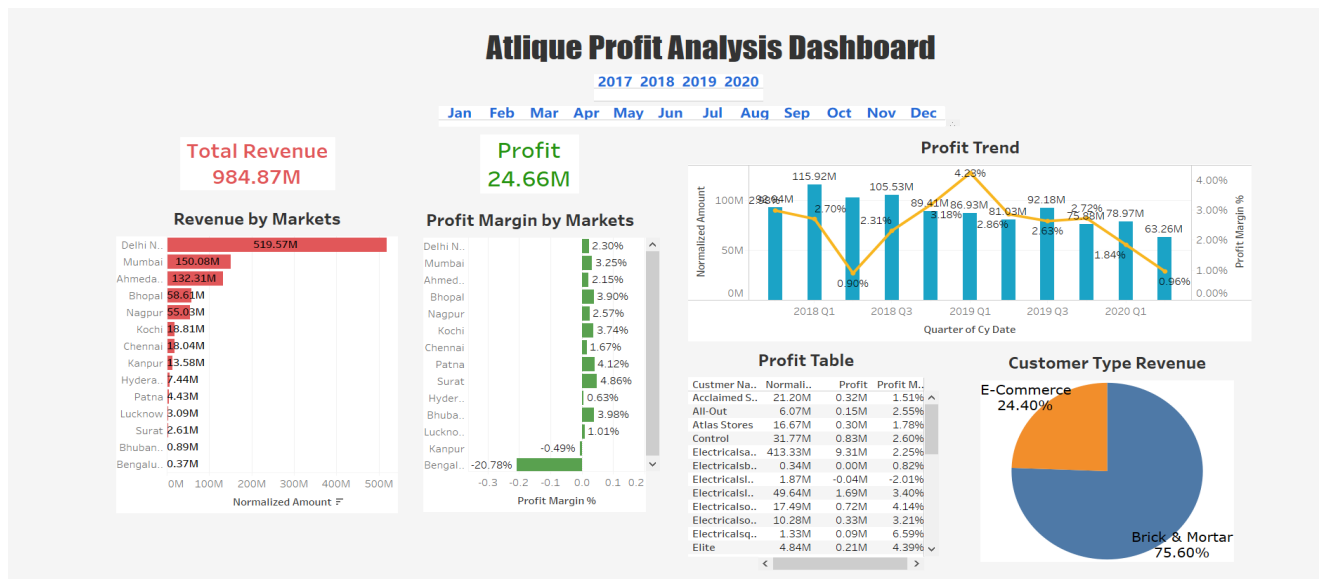 Atlique Profit Analysis Dashboard
2017 2018 2019 2020
Jan Feb Mar Apr May Jun Jul Aug Sep Oct Nov Dec
Total Revenue
984.87M
Profit
24.66M
Revenue by Markets
Delhi N.. 519.57M
Mumbai 150.08M
Ahmeda.. 132.31M
Bhopal 58.61M
Nagpur 55.03M
Kochi 18.81M
Chennai 18.04M
Kanpur 13.58M
Hydera.. 7.44M
Patna 4.43M
Lucknow 3.09M
Surat 2.61M
Bhuban.. 0.89M
Bengalu.. 0.37M
0M 100M 200M 300M 400M 500M
Normalized Amount
Profit Margin by Markets
Delhi N.. 2.30%
Mumbai 3.25%
Ahmed.. 2.15%
Bhopal 3.90%
Nagpur 2.57%
Kochi 3.74%
Chennai 1.67%
Patna 4.12%
Surat 4.86%
Hyder.. 0.63%
Bhuba.. 3.98%
Luckno.. 1.01%
Kanpur -0.49%
Bengal.. -20.78%
-0.3 -0.2 -0.1 0.0 0.1 0.2
Profit Margin %
Profit Trend
Normalized Amount
100M
50M
0M
115.92M 105.53M 89.41M 86.93M 81.03M 92.18M 75.88M 78.97M 63.26M
2.70% 0.90% 2.31% 3.18% 4.23% 2.86% 2.63% 2.72% 1.84% 0.96%
4.00%
3.00%
2.00%
1.00%
0.00%
Profit Margin %
2018 Q1 2018 Q3 2019 Q1 2019 Q3 2020 Q1
Quarter of Cy Date
Profit Table
Custmer Na.. Normali.. Profit Profit M..
Acclaimed S.. 21.20M 0.32M 1.51%
All-Out 6.07M 0.15M 2.55%
Atlas Stores 16.67M 0.30M 1.78%
Control 31.77M 0.83M 2.60%
Electricalsa.. 413.33M 9.31M 2.25%
Electricalsb.. 0.34M 0.00M 0.82%
Electricalsl.. 1.87M -0.04M -2.01%
Electricalsl.. 49.64M 1.69M 3.40%
Electricalso.. 17.49M 0.72M 4.14%
Electricalso.. 10.28M 0.33M 3.21%
Electricalsq.. 1.33M 0.09M 6.59%
Elite 4.84M 0.21M 4.39%
Customer Type Revenue
E-Commerce
24.40%
Brick & Mortar
75.60%